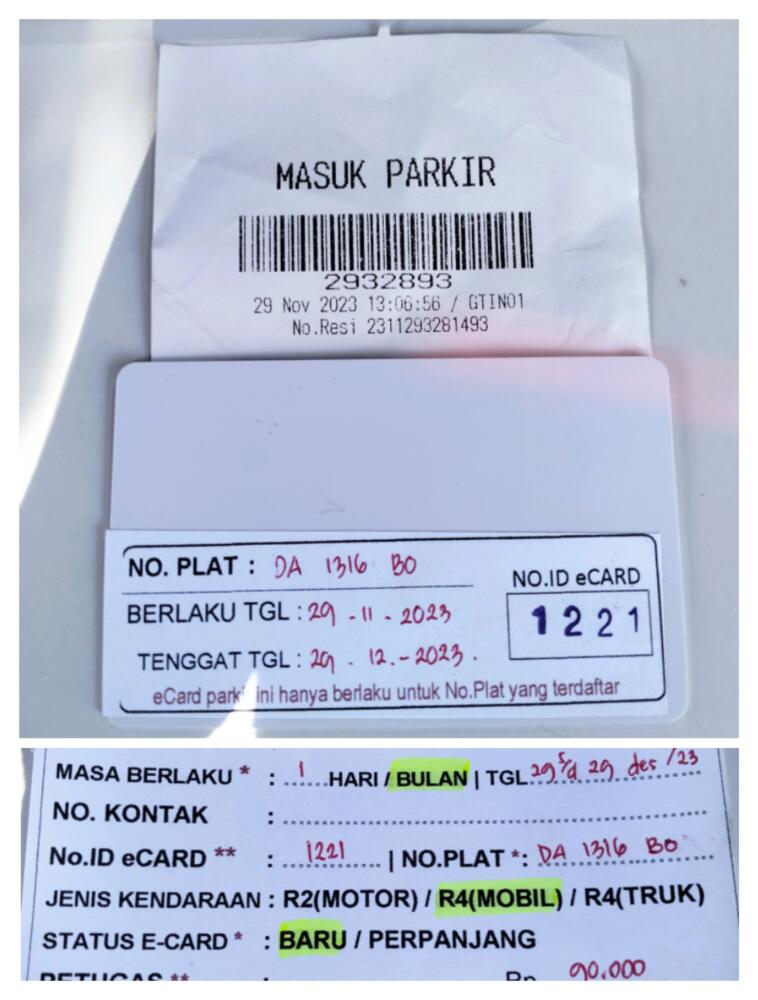 MASUK PARKIR
2932893
29 Nov 2023 13:06:56 / GTIN01
No.Resi 2311293281493
NO. PLAT : DA 1316 BO
NO.ID eCARD
1221
BERLAKU TGL : 29 - 11 - 2023
TENGGAT TGL : 29 - 12 - 2023.
eCard parkir ini hanya berlaku untuk No.Plat yang terdaftar
MASA BERLAKU * : 1 HARI / BULAN | TGL 29 s/d 29 des /23
NO. KONTAK :
No.ID eCARD ** : 1221 | NO.PLAT *: DA 1316 BO
JENIS KENDARAAN : R2(MOTOR) / R4(MOBIL) / R4(TRUK)
STATUS E-CARD * : BARU / PERPANJANG
PETUGAS ** : Rp 90.000